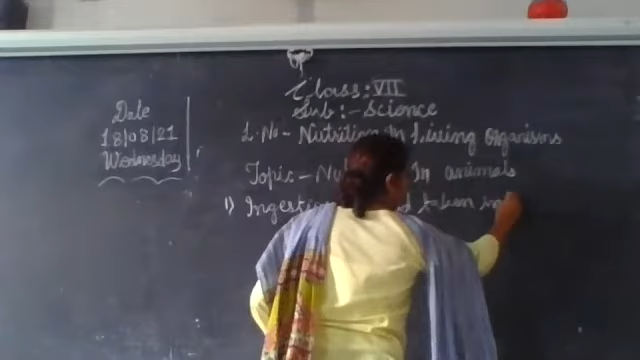 Class:- VII
Sub:- Science
Date
18/08/21
Wednesday
L.No - Nutrition In Living Organisms
Topic - Nu In animals
1) Ingestion taken in